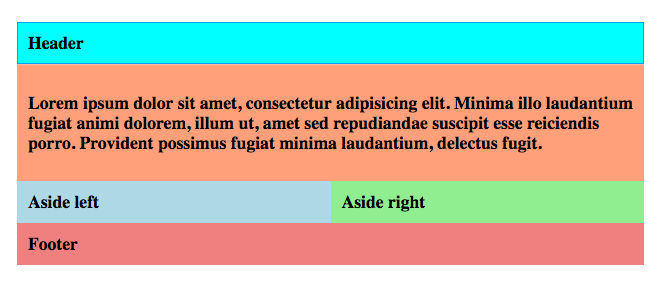 Header
Lorem ipsum dolor sit amet, consectetur adipisicing elit. Minima illo laudantium
fugiat animi dolorem, illum ut, amet sed repudiandae suscipit esse reiciendis
porro. Provident possimus fugiat minima laudantium, delectus fugit.
Aside left
Aside right
Footer